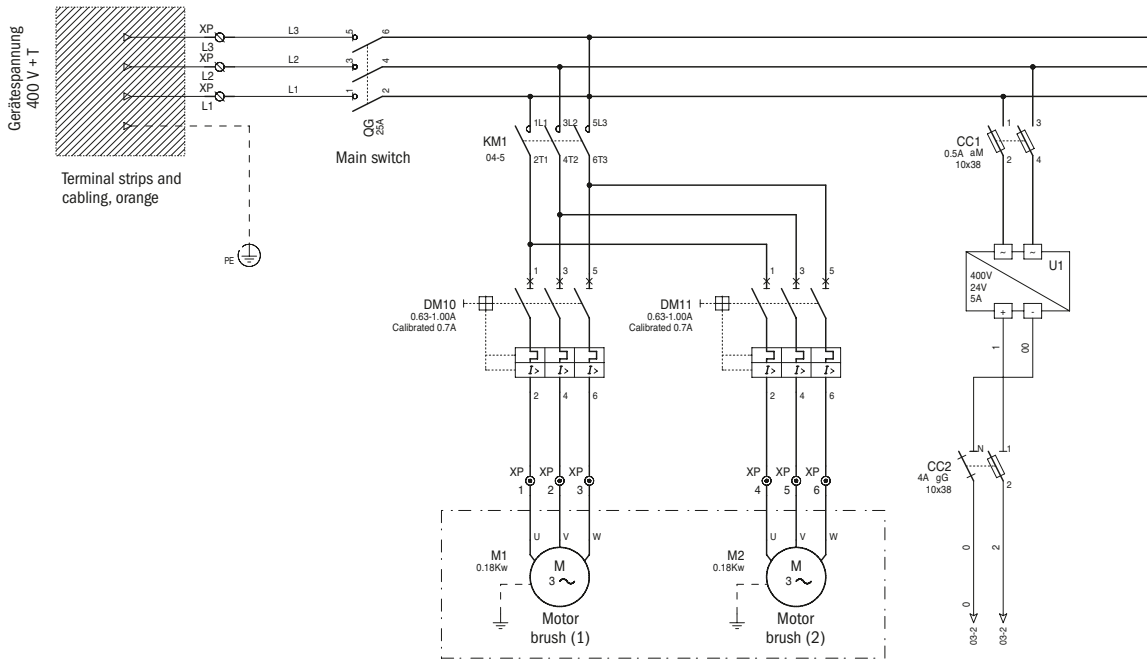 Gerätespannung
400 V + T
Terminal strips and
cabling, orange
XP
L3
XP
L2
XP
L1
L3
L2
L1
PE
5
6
3
4
1
2
QG
25A
Main switch
KM1
04-5
1L1
3L2
5L3
2T1
4T2
6T3
CC1
0.5A aM
10x38
1
3
2
4
~
~
U1
400V
24V
5A
+
-
1
00
DM10
0.63-1.00A
Calibrated 0.7A
1
3
5
I>
I>
I>
2
4
6
DM11
0.63-1.00A
Calibrated 0.7A
1
3
5
I>
I>
I>
2
4
6
CC2
4A gG
10x38
N
1
2
0
2
0
03-2
03-2
XP
1
XP
2
XP
3
XP
4
XP
5
XP
6
M1
0.18Kw
U
V
W
M
3 ~
Motor
brush (1)
M2
0.18Kw
U
V
W
M
3 ~
Motor
brush (2)